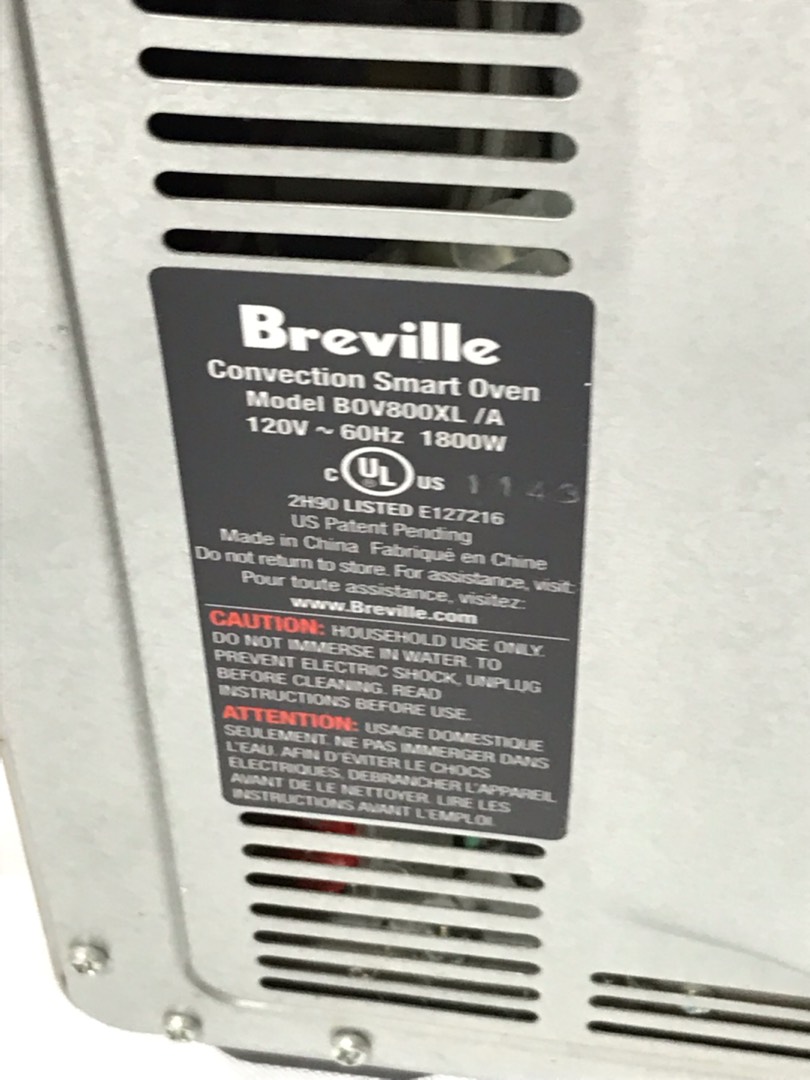 Breville
Convection Smart Oven
Model BOV800XL /A
120V ~ 60Hz 1800W
C UL US 1143
2H90 LISTED E127216
US Patent Pending
Made in China Fabriqué en Chine
Do not return to store. For assistance, visit:
Pour toute assistance, visitez:
www.Breville.com
CAUTION: HOUSEHOLD USE ONLY.
DO NOT IMMERSE IN WATER. TO
PREVENT ELECTRIC SHOCK, UNPLUG
BEFORE CLEANING. READ
INSTRUCTIONS BEFORE USE.
ATTENTION: USAGE DOMESTIQUE
SEULEMENT. NE PAS IMMERGER DANS
L'EAU. AFIN D'ÉVITER LE CHOCS
ELECTRIQUES, DEBRANCHER L'APPAREIL
AVANT DE LE NETTOYER. LIRE LES
INSTRUCTIONS AVANT L'EMPLOI.